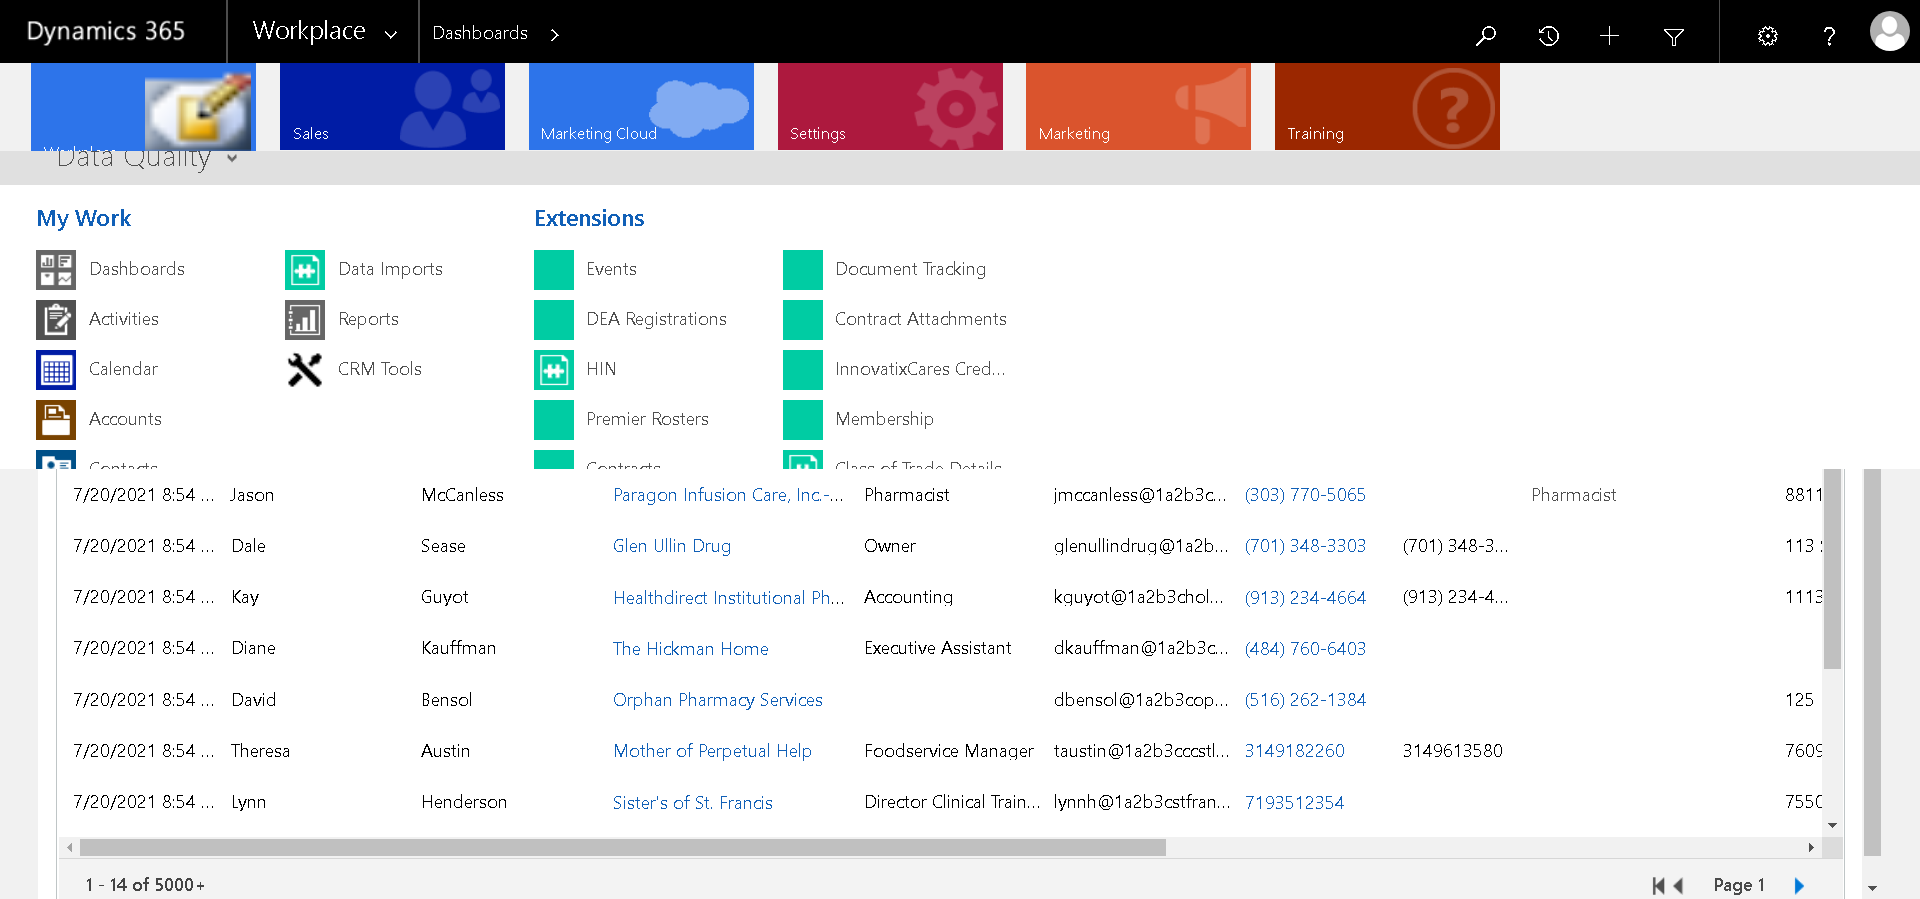 Dynamics 365 Workplace Dashboards
Workplace Sales Marketing Cloud Settings Marketing Training
Data Quality
My Work Extensions
Dashboards Data Imports Events Document Tracking
Activities Reports DEA Registrations Contract Attachments
Calendar CRM Tools HIN InnovatixCares Cred...
Accounts Premier Rosters Membership
Contacts Contracts Class of Trade Details
7/20/2021 8:54 ... Jason McCanless Paragon Infusion Care, Inc.-... Pharmacist jmccanless@1a2b3c... (303) 770-5065 Pharmacist 8811
7/20/2021 8:54 ... Dale Sease Glen Ullin Drug Owner glenullindrug@1a2b... (701) 348-3303 (701) 348-3... 113
7/20/2021 8:54 ... Kay Guyot Healthdirect Institutional Ph... Accounting kguyot@1a2b3chol... (913) 234-4664 (913) 234-4... 1113
7/20/2021 8:54 ... Diane Kauffman The Hickman Home Executive Assistant dkauffman@1a2b3c... (484) 760-6403
7/20/2021 8:54 ... David Bensol Orphan Pharmacy Services dbensol@1a2b3cop... (516) 262-1384 125
7/20/2021 8:54 ... Theresa Austin Mother of Perpetual Help Foodservice Manager taustin@1a2b3cccstl... 3149182260 3149613580 7609
7/20/2021 8:54 ... Lynn Henderson Sister's of St. Francis Director Clinical Train... lynnh@1a2b3cstfran... 7193512354 7550
1 - 14 of 5000+ Page 1